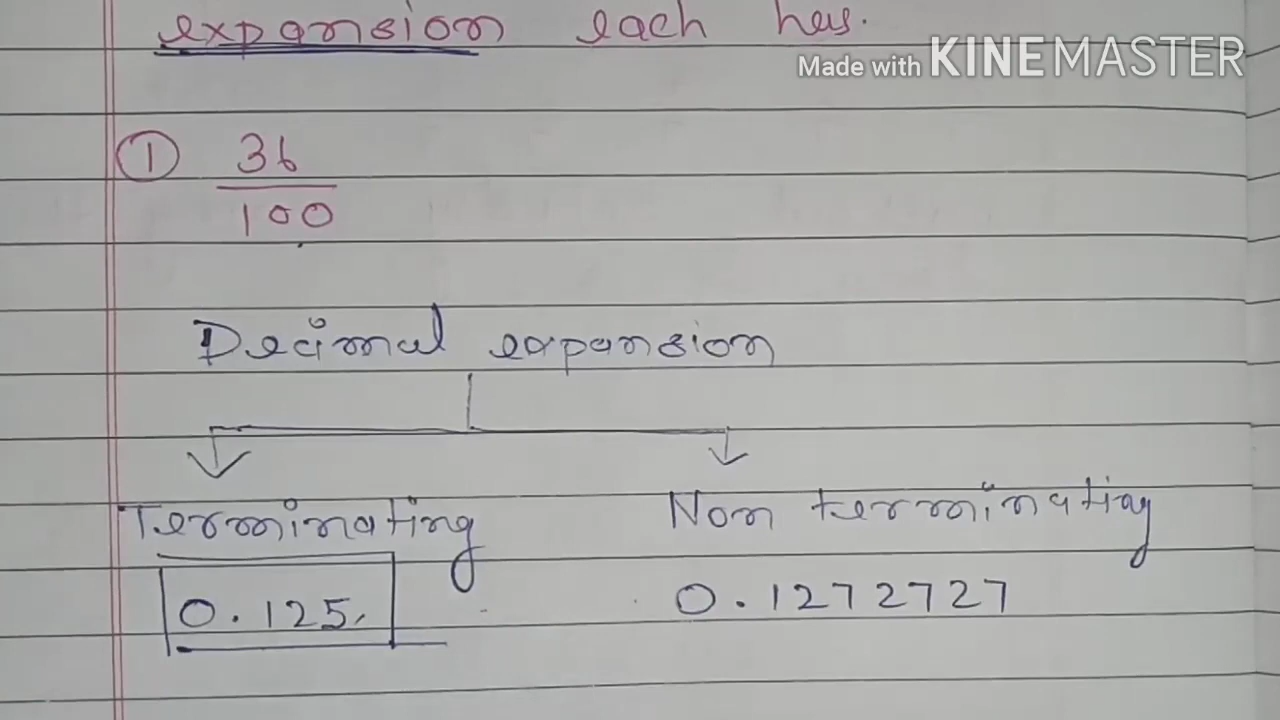 expansion each has.
Made with KINEMASTER
① 36
100
Decimal expansion
Terminating Non terminating
0.125. 0.1272727